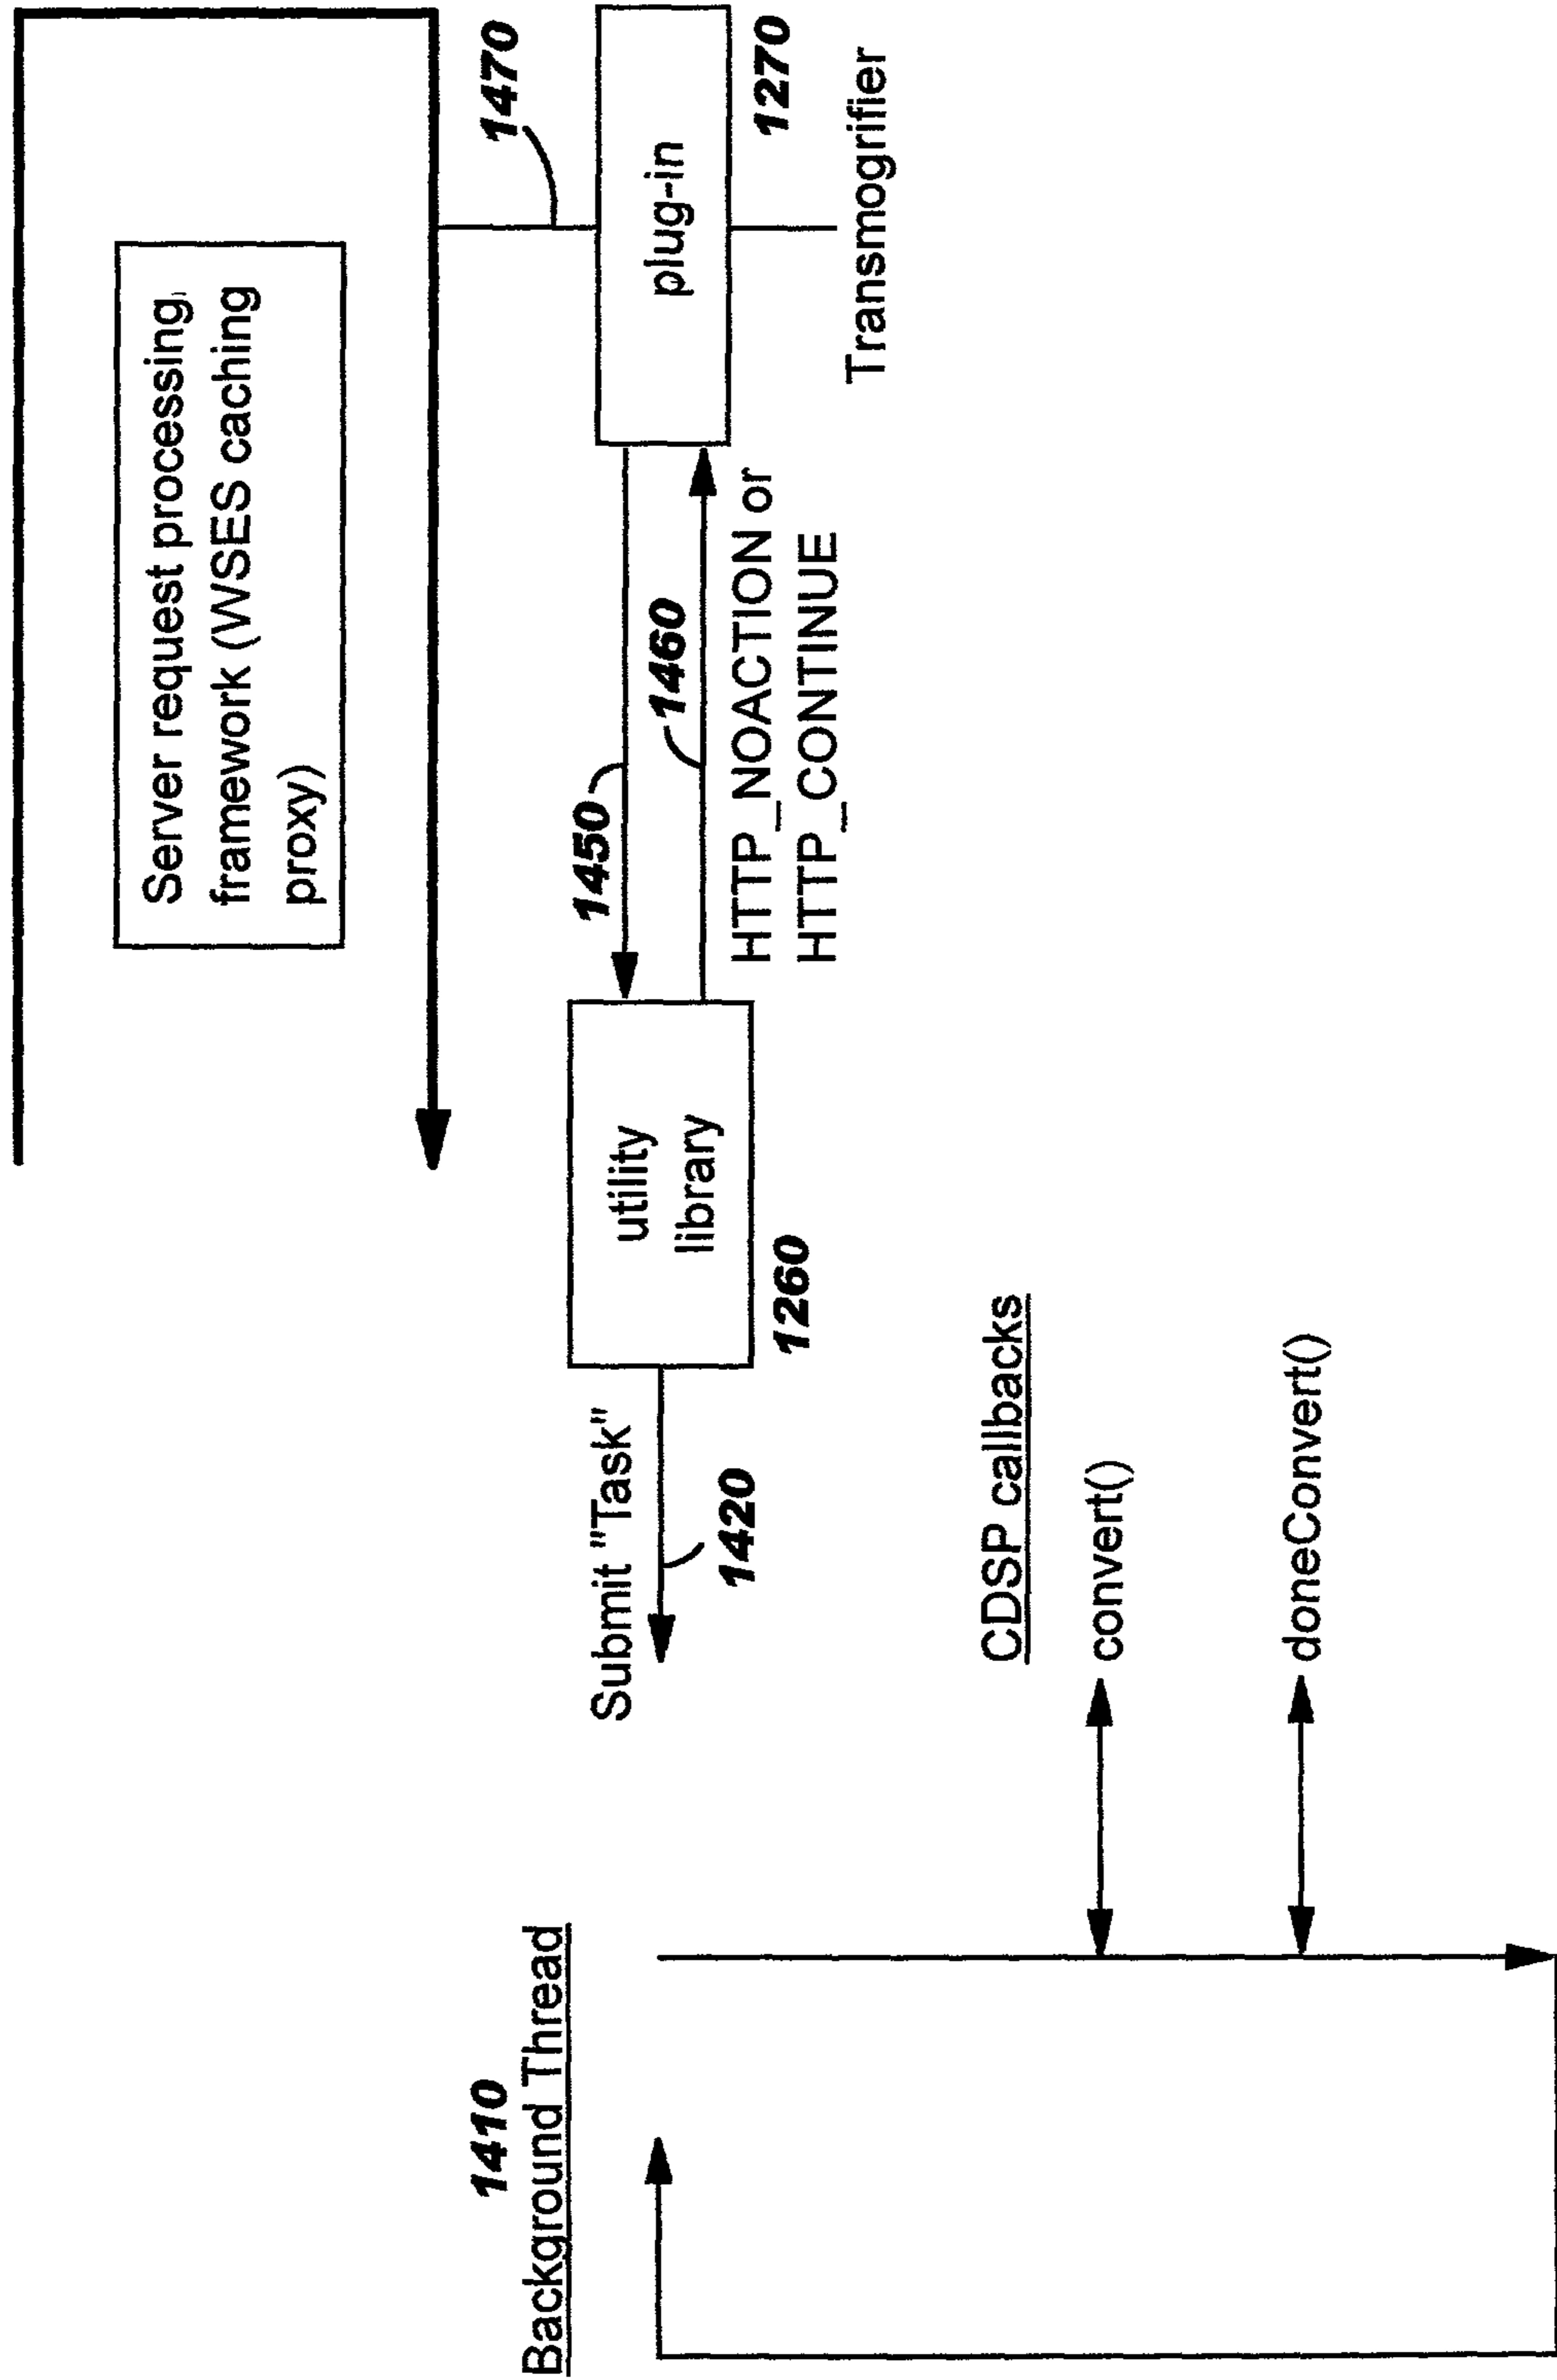 Server request processing
framework (WSES caching
proxy)
1470
plug-in
1270
Transmogrifier
1450
1460
HTTP_NOACTION or
HTTP_CONTINUE
utility
library
1260
Submit "Task"
1420
1410
Background Thread
CDSP callbacks
convert()
doneConvert()